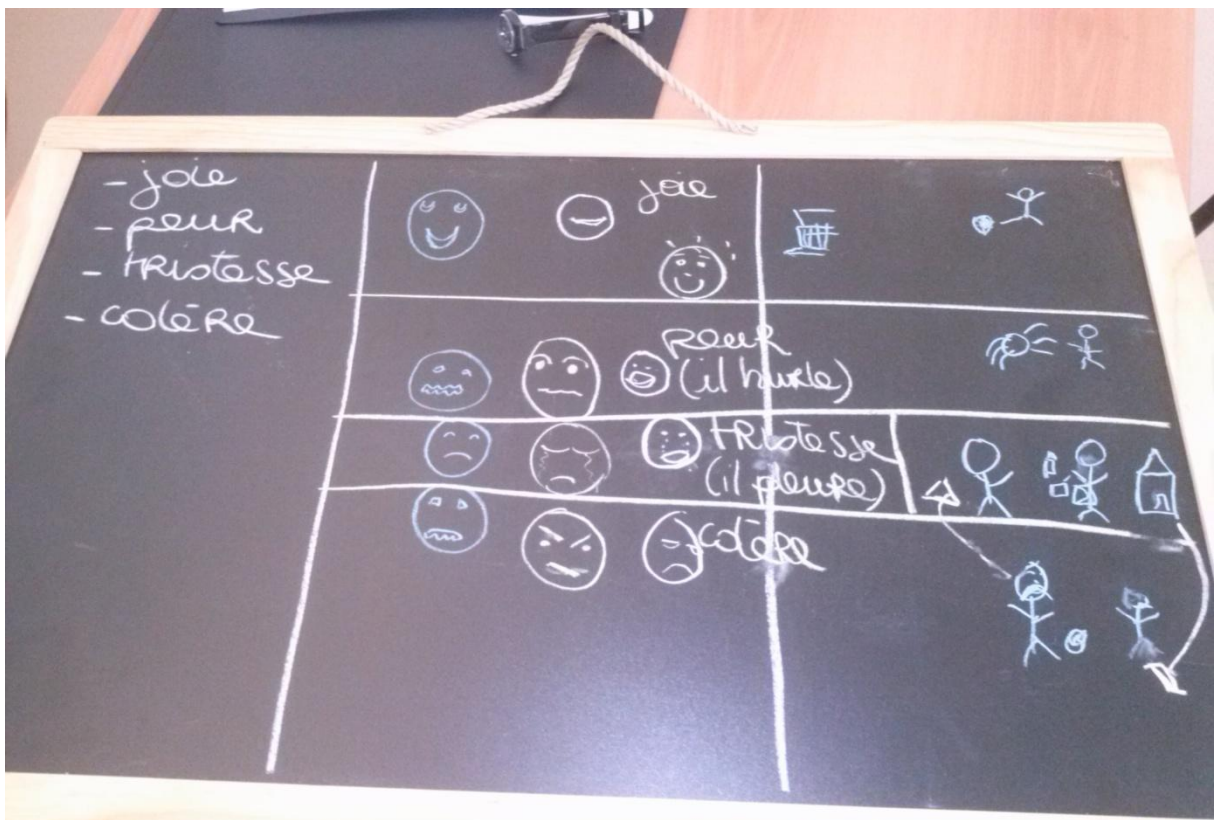 - joie
- peur
- tristesse
- colère
joie
peur
(il hurle)
tristesse
(il pleure)
colère